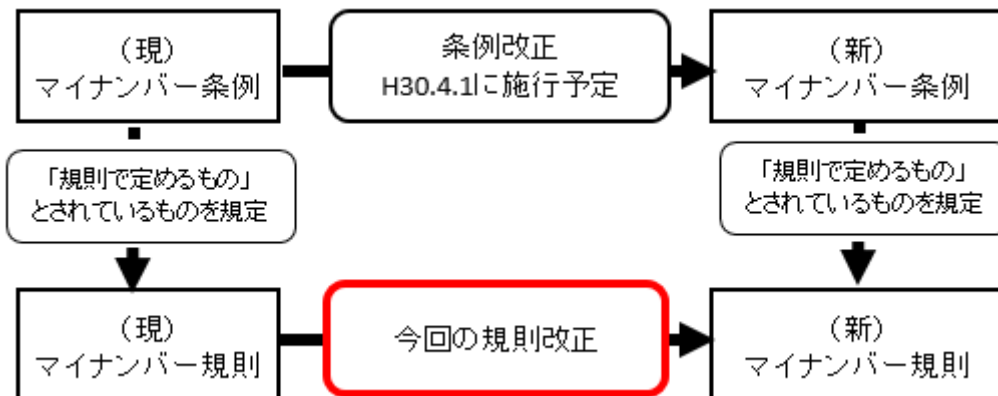 (現)
マイナンバー条例
条例改正
H30.4.1に施行予定
(新)
マイナンバー条例
「規則で定めるもの」
とされているものを規定
「規則で定めるもの」
とされているものを規定
(現)
マイナンバー規則
今回の規則改正
(新)
マイナンバー規則